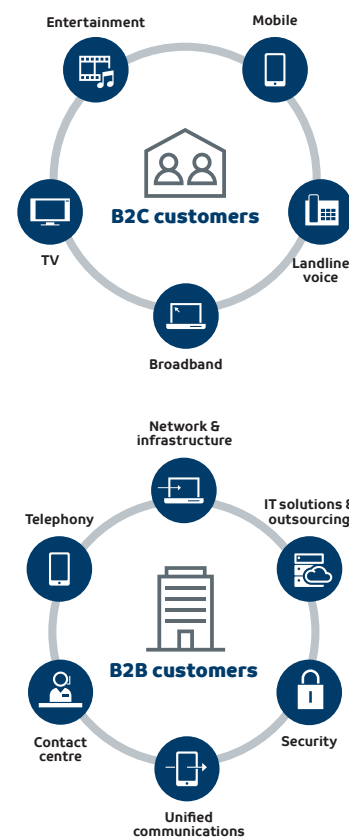 Entertainment
Mobile
B2C customers
TV
Landline
voice
Broadband
Network &
infrastructure
Telephony
IT solutions &
outsourcing
B2B customers
Contact
centre
Security
Unified
communications